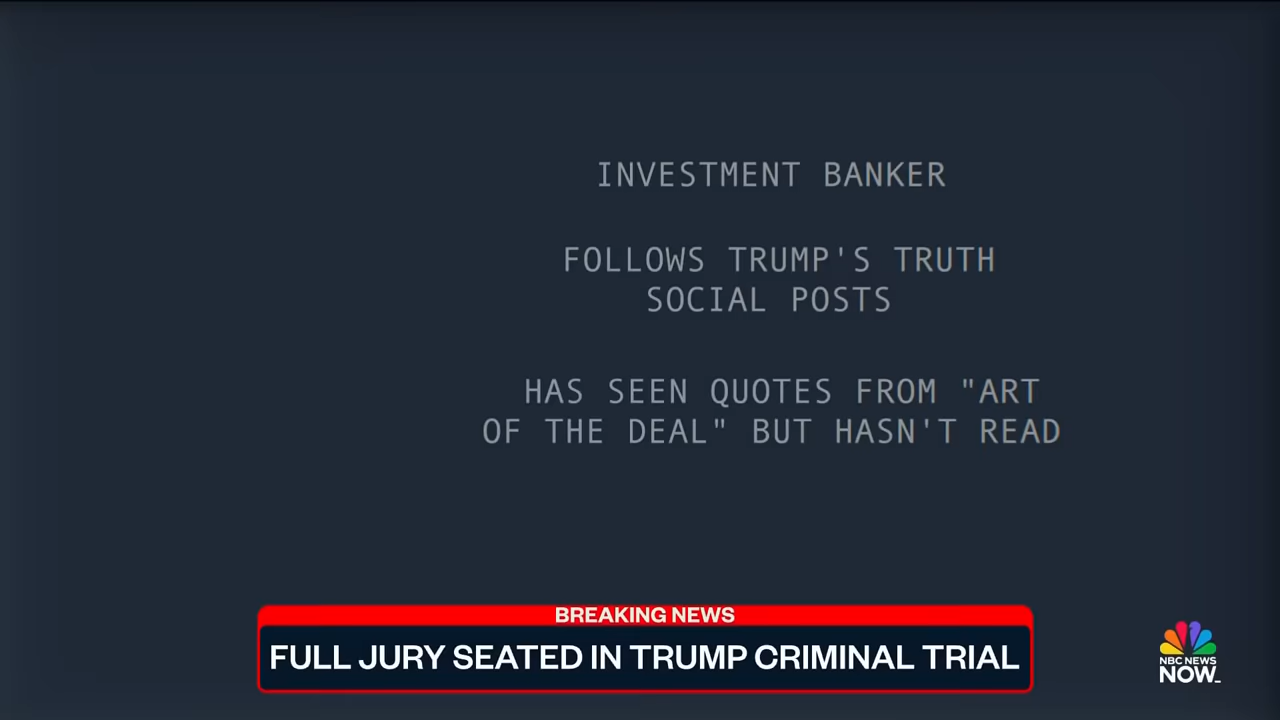 INVESTMENT BANKER
FOLLOWS TRUMP'S TRUTH
SOCIAL POSTS
HAS SEEN QUOTES FROM "ART
OF THE DEAL" BUT HASN'T READ
BREAKING NEWS
FULL JURY SEATED IN TRUMP CRIMINAL TRIAL
NBC NEWS
NOW_